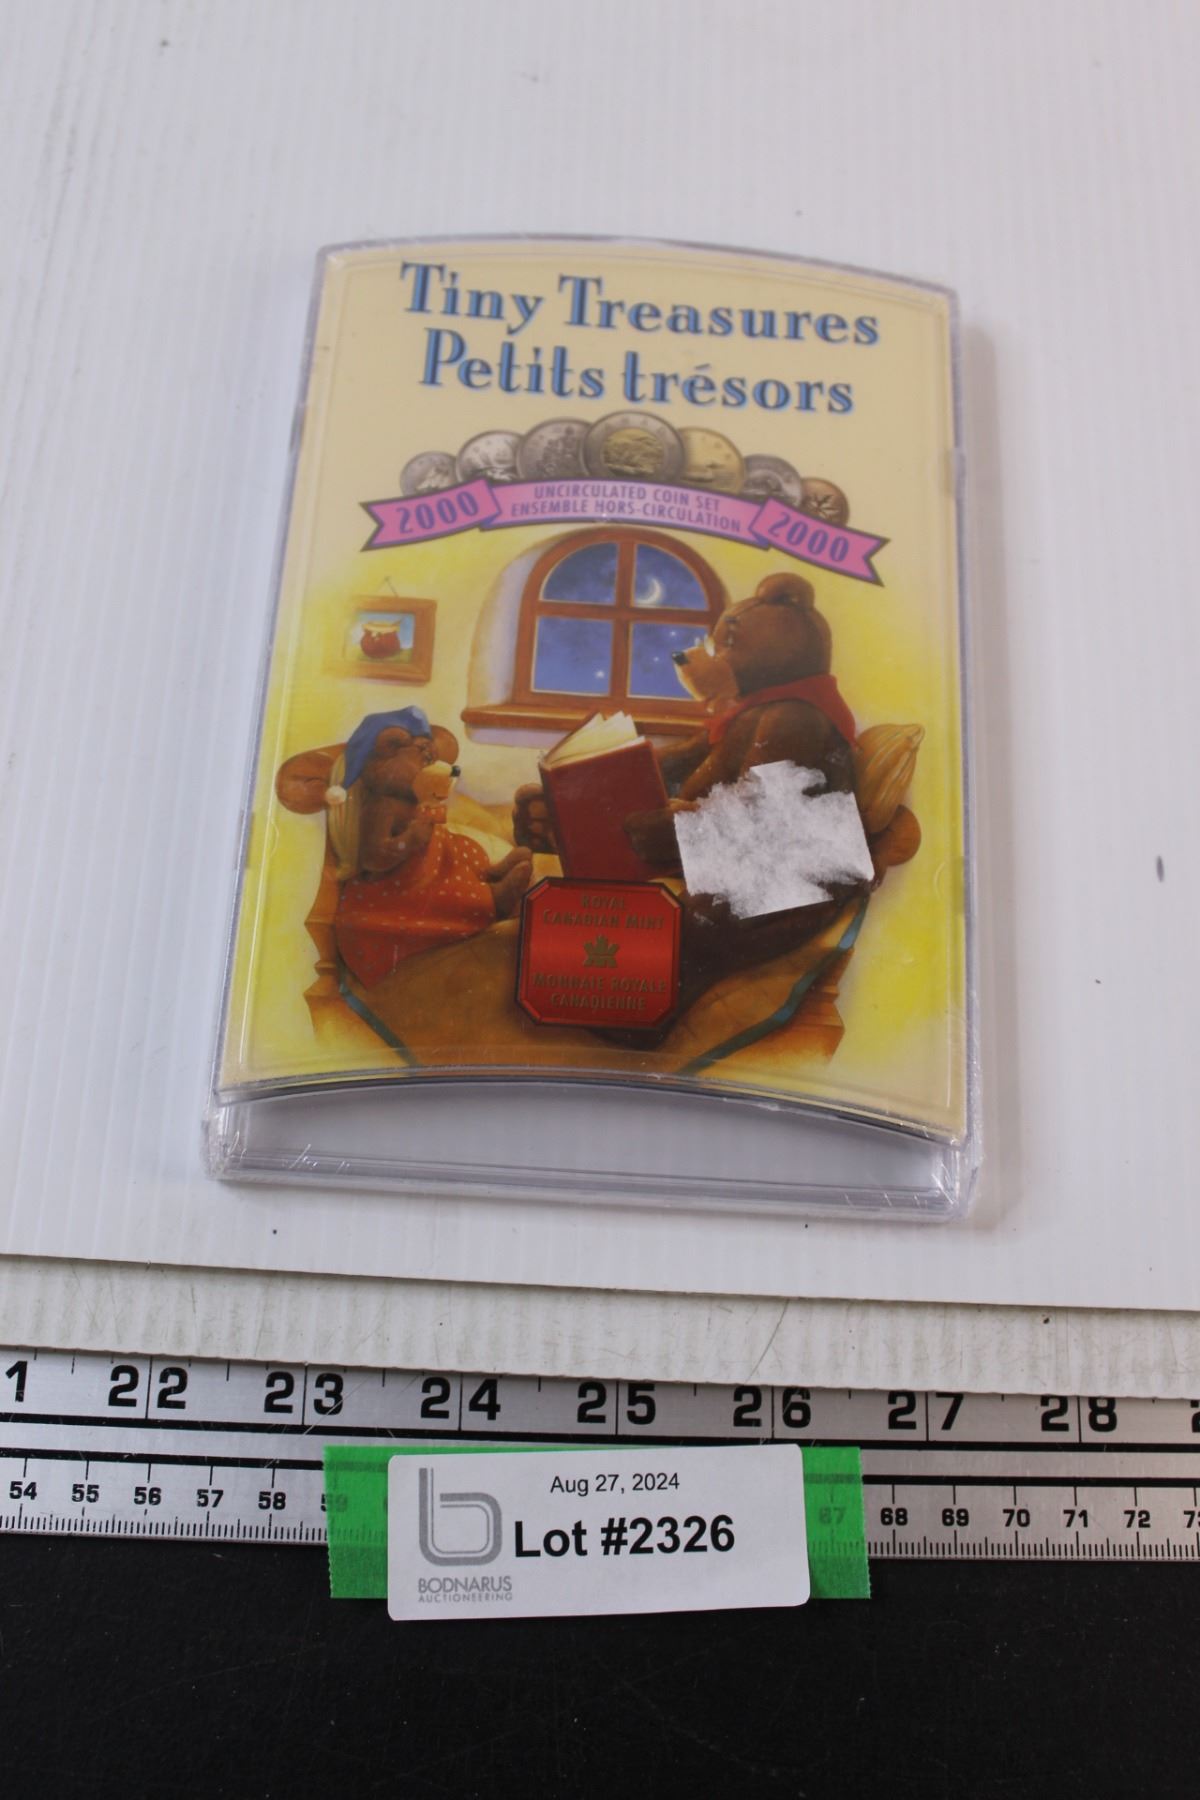 Tiny Treasures
Petits trésors
2000
UNCIRCULATED COIN SET
ENSEMBLE HORS-CIRCULATION
2000
ROYAL
CANADIAN MINT
MONNAIE ROYALE
CANADIENNE
1 22 23 24 25 26 27 28
54 55 56 57 58 59 67 68 69 70 71 72
Aug 27, 2024
Lot #2326
BODNARUS
AUCTIONEERING